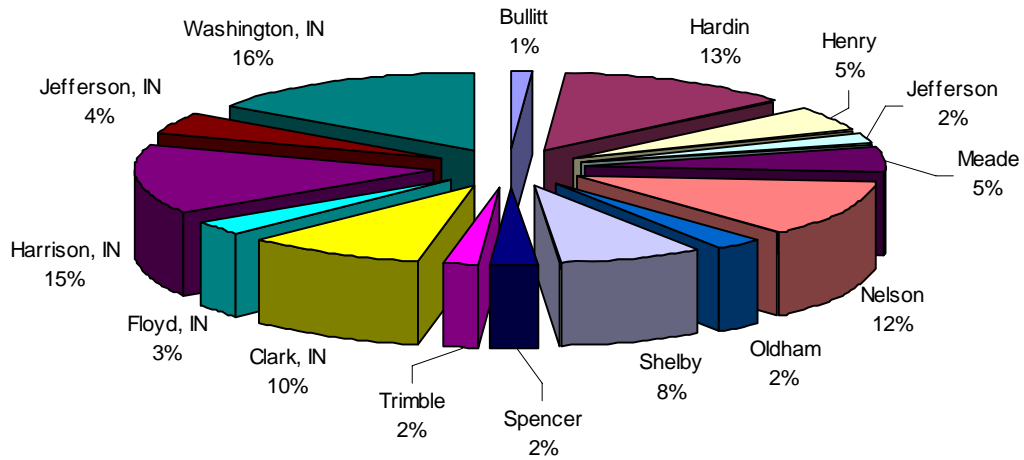 Bullitt
1%
Hardin
13%
Henry
5%
Jefferson
2%
Meade
5%
Nelson
12%
Oldham
2%
Shelby
8%
Spencer
2%
Trimble
2%
Clark, IN
10%
Floyd, IN
3%
Harrison, IN
15%
Jefferson, IN
4%
Washington, IN
16%